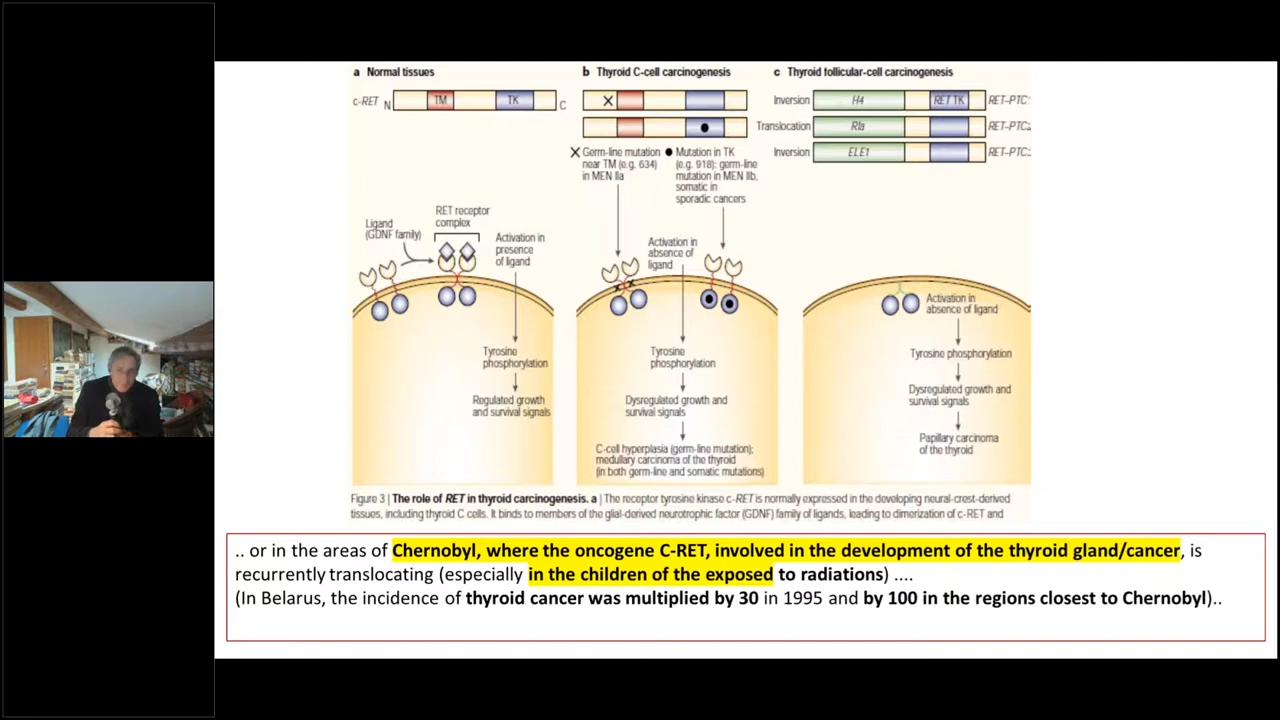 a Normal tissues
c-RET N TM TK C
b Thyroid C-cell carcinogenesis
X Germ-line mutation
near TM (e.g. 634)
in MEN IIa
● Mutation in TK
(e.g. 918): germ-line
mutation in MEN IIb,
somatic in
sporadic cancers
c Thyroid follicular-cell carcinogenesis
Inversion H4 RET TK RET-PTC
Translocation RIa RET-PTC
Inversion ELE1 RET-PTC
Ligand
(GDNF family)
RET receptor
complex
Activation in
presence
of ligand
Tyrosine
phosphorylation
Regulated growth
and survival signals
Activation in
absence of
ligand
Tyrosine
phosphorylation
Dysregulated growth and
survival signals
C-cell hyperplasia (germ-line mutation);
medullary carcinoma of the thyroid
(in both germ-line and somatic mutations)
Activation in
absence of ligand
Tyrosine phosphorylation
Dysregulated growth and
survival signals
Papillary carcinoma
of the thyroid
Figure 3 | The role of RET in thyroid carcinogenesis. a | The receptor tyrosine kinase c-RET is normally expressed in the developing neural-crest-derived
tissues, including thyroid C cells. It binds to members of the glial-derived neurotrophic factor (GDNF) family of ligands, leading to dimerization of c-RET and
.. or in the areas of Chernobyl, where the oncogene C-RET, involved in the development of the thyroid gland/cancer, is
recurrently translocating (especially in the children of the exposed to radiations) ....
(In Belarus, the incidence of thyroid cancer was multiplied by 30 in 1995 and by 100 in the regions closest to Chernobyl)..